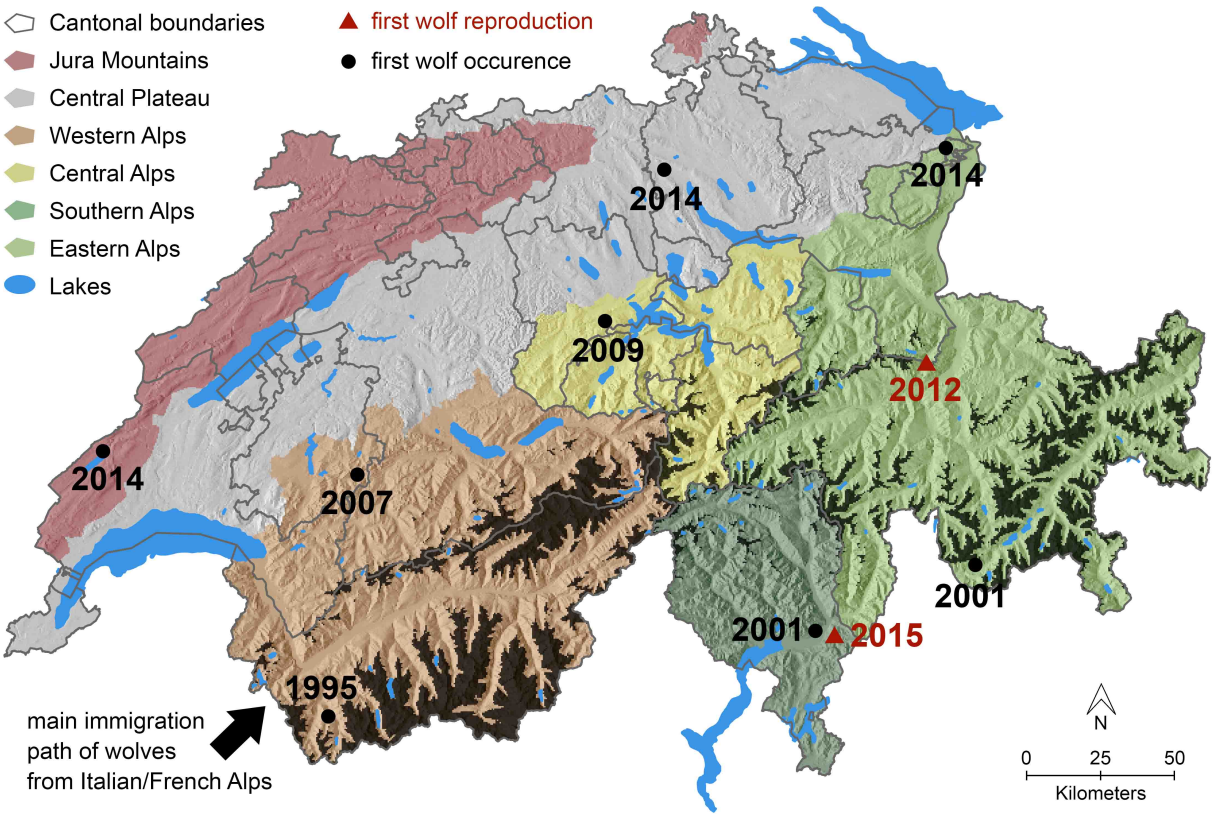 Cantonal boundaries
Jura Mountains
Central Plateau
Western Alps
Central Alps
Southern Alps
Eastern Alps
Lakes
first wolf reproduction
first wolf occurence
2014
2014
2009
2012
2014
2007
2001
2001
2015
1995
main immigration
path of wolves
from Italian/French Alps
N
0 25 50
Kilometers